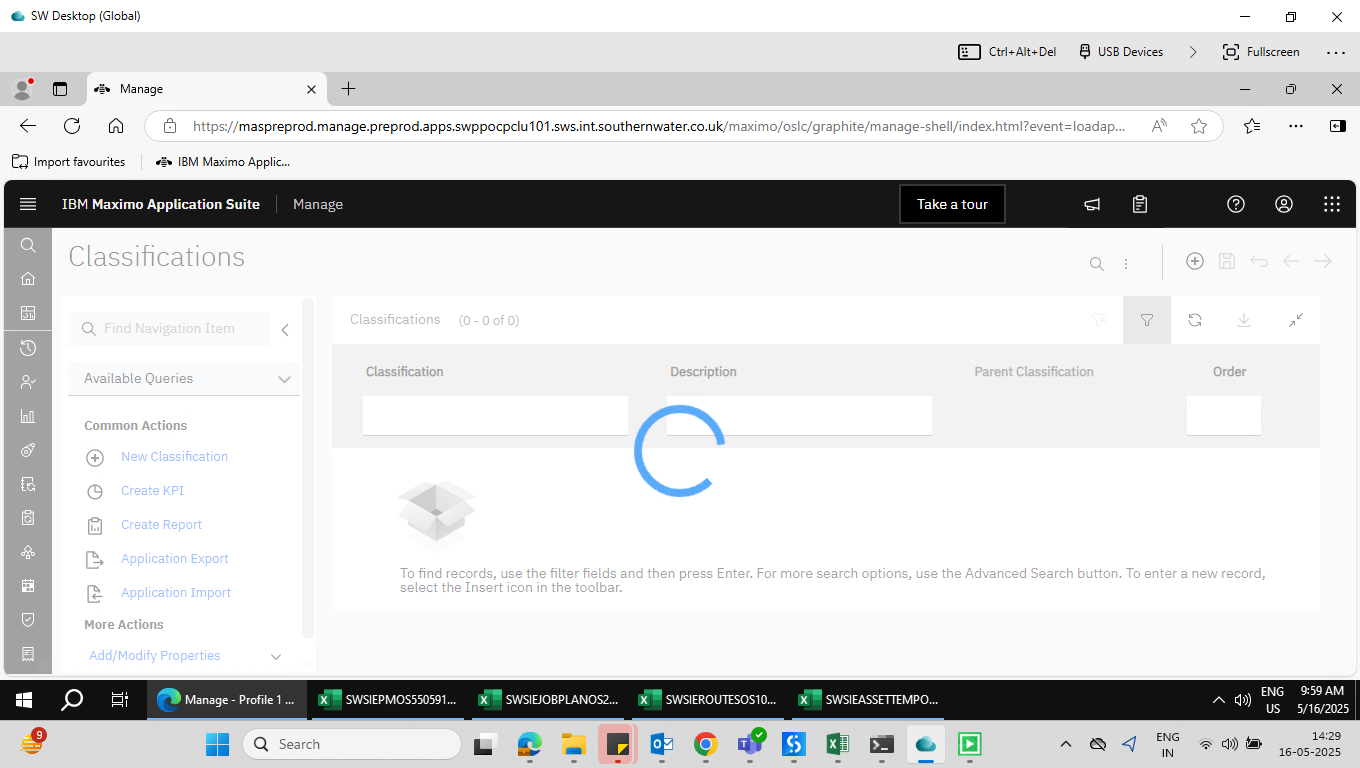 SW Desktop (Global)
Ctrl+Alt+Del
USB Devices
Fullscreen
Manage
https://maspreprod.manage.preprod.apps.swppocpclu101.sws.int.southernwater.co.uk/maximo/oslc/graphite/manage-shell/index.html?event=loadap...
Import favourites
IBM Maximo Applic...
IBM Maximo Application Suite
Manage
Take a tour
Classifications
Find Navigation Item
Available Queries
Common Actions
New Classification
Create KPI
Create Report
Application Export
Application Import
More Actions
Add/Modify Properties
Classifications (0 - 0 of 0)
Classification
Description
Parent Classification
Order
To find records, use the filter fields and then press Enter. For more search options, use the Advanced Search button. To enter a new record,
select the Insert icon in the toolbar.
Manage - Profile 1 ...
SWSIEPMOS550591...
SWSIEJOBPLANOS2...
SWSIEROUTESOS10...
SWSIEASSETTEMPO...
ENG
US
9:59 AM
5/16/2025
9
Search
ENG
IN
14:29
16-05-2025